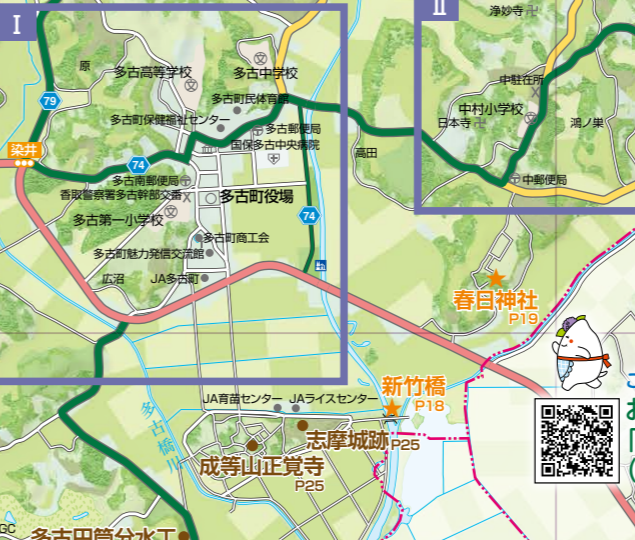 I
II
浄妙寺
原
多古高等学校
多古中学校
中駐在所
79
多古町民体育館
中村小学校
多古町保健福祉センター
日本寺
鴻ノ巣
多古郵便局
染井
国保多古中央病院
高田
74
多古南郵便局
中郵便局
香取警察署多古幹部交番
多古町役場
多古第一小学校
74
多古町商工会
多古町魅力発信交流館
広沼
JA多古町
春日神社
P19
新竹橋
P18
JA育苗センター
JAライスセンター
多古橋川
志摩城跡 P25
成等山正覚寺
P25
GC